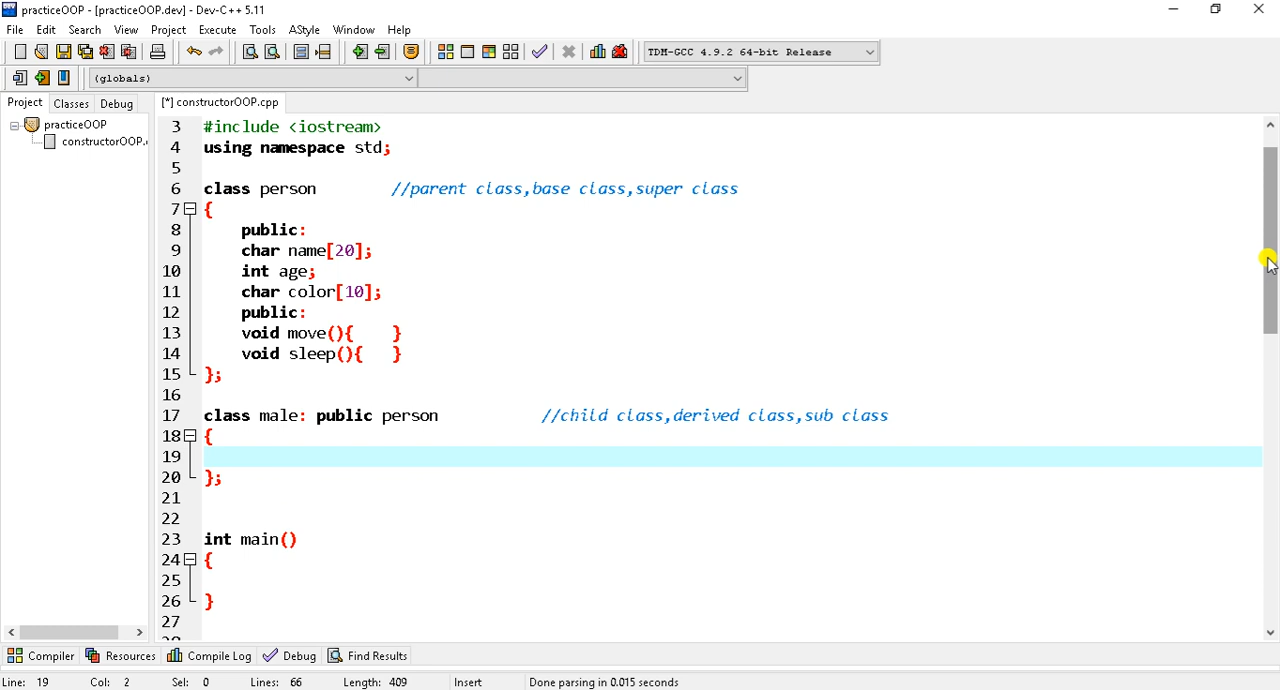 practiceOOP - [practiceOOP.dev] - Dev-C++ 5.11
File Edit Search View Project Execute Tools AStyle Window Help
TDM-GCC 4.9.2 64-bit Release
(globals)
Project Classes Debug [*] constructorOOP.cpp
practiceOOP
constructorOOP.
3 #include <iostream>
4 using namespace std;
5
6 class person //parent class,base class,super class
7 {
8 public:
9 char name[20];
10 int age;
11 char color[10];
12 public:
13 void move(){ }
14 void sleep(){ }
15 };
16
17 class male: public person //child class,derived class,sub class
18 {
19
20 };
21
22
23 int main()
24 {
25
26 }
27
Compiler Resources Compile Log Debug Find Results
Line: 19 Col: 2 Sel: 0 Lines: 66 Length: 409 Insert Done parsing in 0.015 seconds